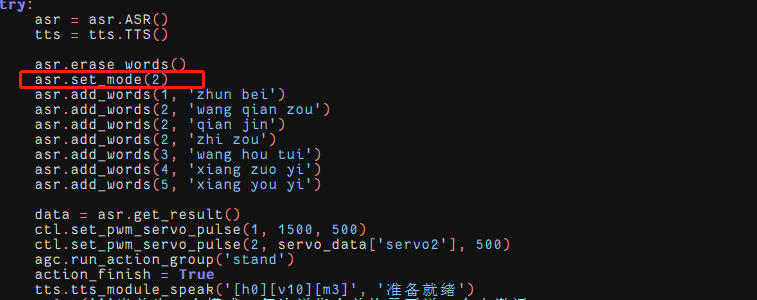 try:
asr = asr.ASR()
tts = tts.TTS()
asr.erase_words()
asr.set_mode(2)
asr.add_words(1, 'zhun bei')
asr.add_words(2, 'wang qian zou')
asr.add_words(2, 'qian jin')
asr.add_words(2, 'zhi zou')
asr.add_words(3, 'wang hou tui')
asr.add_words(4, 'xiang zuo yi')
asr.add_words(5, 'xiang you yi')
data = asr.get_result()
ctl.set_pwm_servo_pulse(1, 1500, 500)
ctl.set_pwm_servo_pulse(2, servo_data['servo2'], 500)
agc.run_action_group('stand')
action_finish = True
tts.tts_module_speak('[h0][v10][m3]', '准备就绪')